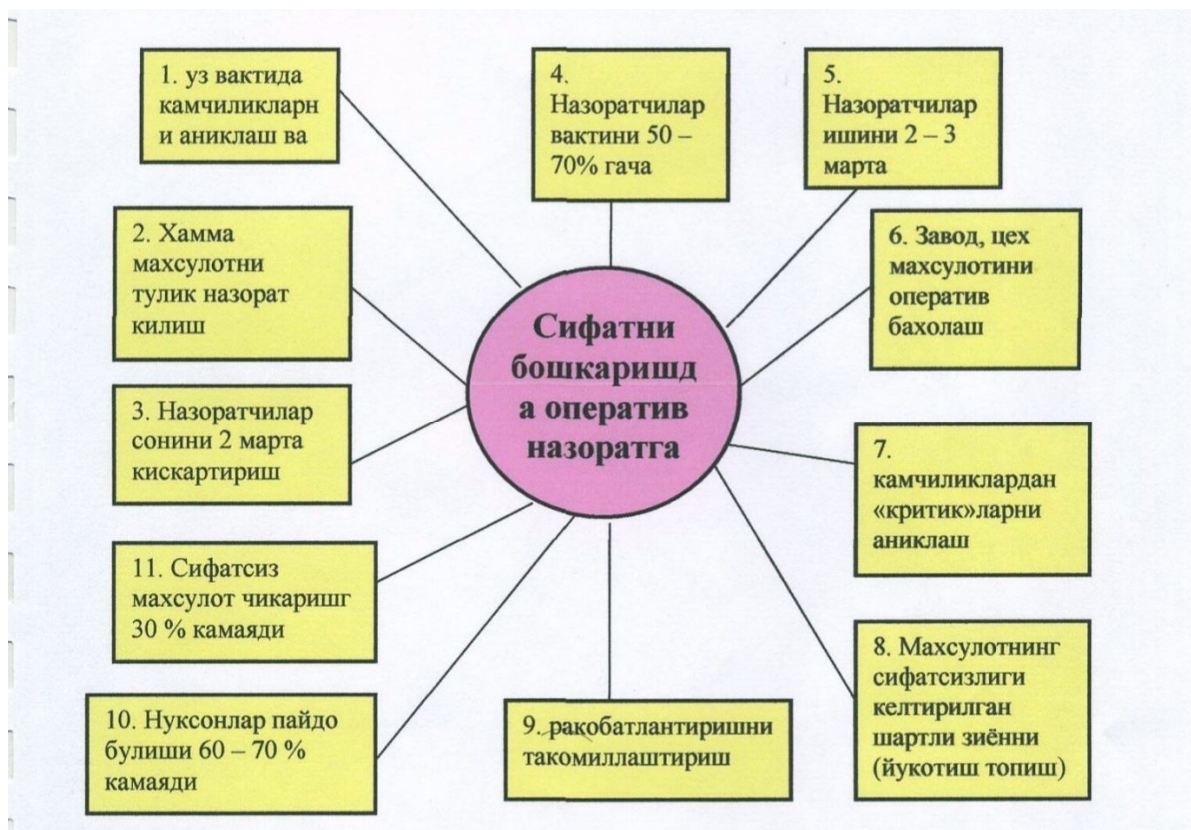 1. уз вактида
камчиликларн
и аниклаш ва
2. Хамма
махсулотни
тулик назорат
килиш
3. Назоратчилар
сонини 2 марта
кискартириш
4.
Назоратчилар
вактини 50 –
70% гача
5.
Назоратчилар
ишини 2 – 3
марта
6. Завод, цех
махсулотини
оператив
бахолаш
Сифатни
бошкаришд
а оператив
назоратга
7.
камчиликлардан
«критик»ларни
аниклаш
8. Махсулотнинг
сифатсизлиги
келтирилган
шартли зиённи
(йукотиш топиш)
9. ракобатлантиришни
такомиллаштириш
10. Нуксонлар пайдо
булиши 60 – 70 %
камаяди
11. Сифатсиз
махсулот чикаришг
30 % камаяди